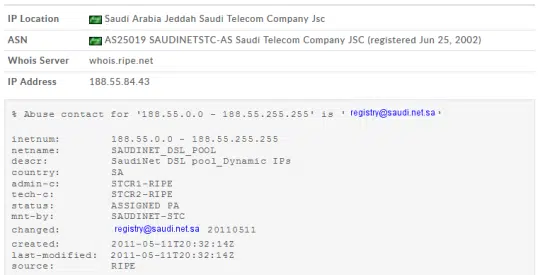 IP Location Saudi Arabia Jeddah Saudi Telecom Company Jsc
ASN AS25019 SAUDINETSTC-AS Saudi Telecom Company JSC (registered Jun 25, 2002)
Whois Server whois.ripe.net
IP Address 188.55.84.43
% Abuse contact for '188.55.0.0 - 188.55.255.255' is 'registry@saudi.net.sa'
inetnum: 188.55.0.0 - 188.55.255.255
netname: SAUDINET_DSL_POOL
descr: SaudiNet DSL pool_Dynamic IPs
country: SA
admin-c: STCR1-RIPE
tech-c: STCR2-RIPE
status: ASSIGNED PA
mnt-by: SAUDINET-STC
changed: registry@saudi.net.sa 20110511
created: 2011-05-11T20:32:14Z
last-modified: 2011-05-11T20:32:14Z
source: RIPE